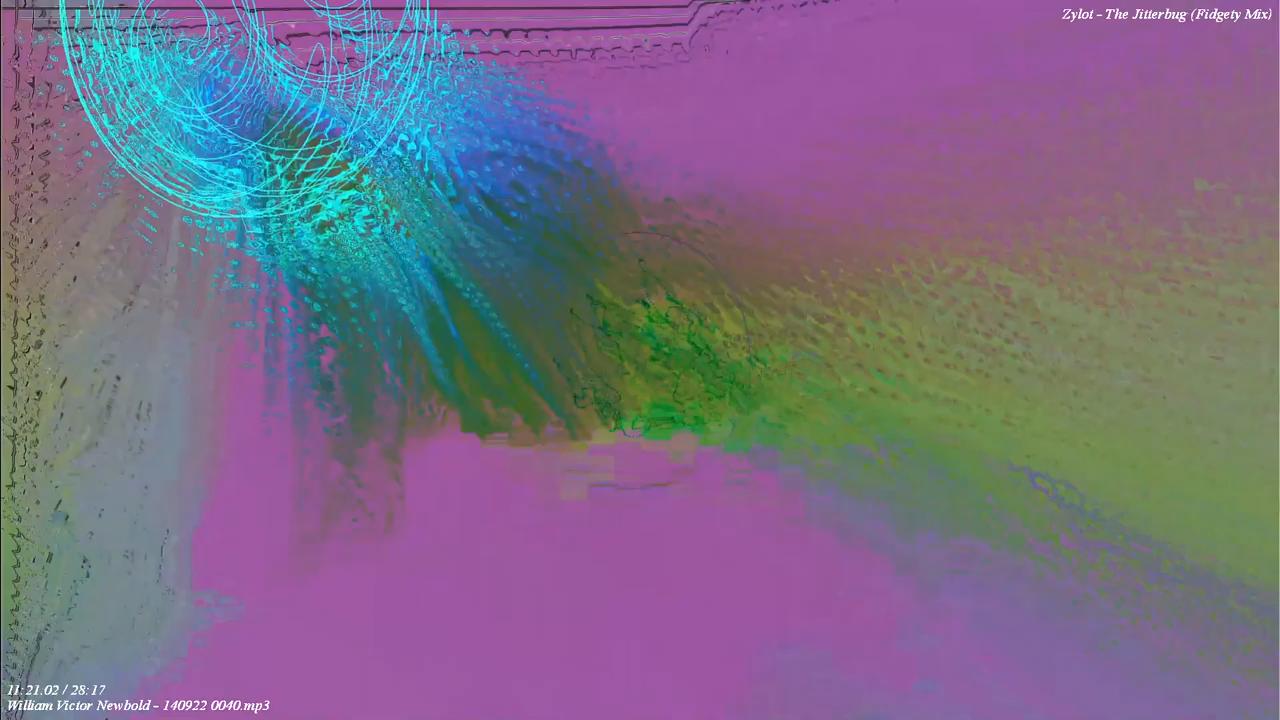 Zylot - The Jitterbug (Fidgety Mix)
11:21.02 / 28:17
William Victor Newbold - 140922 0040.mp3